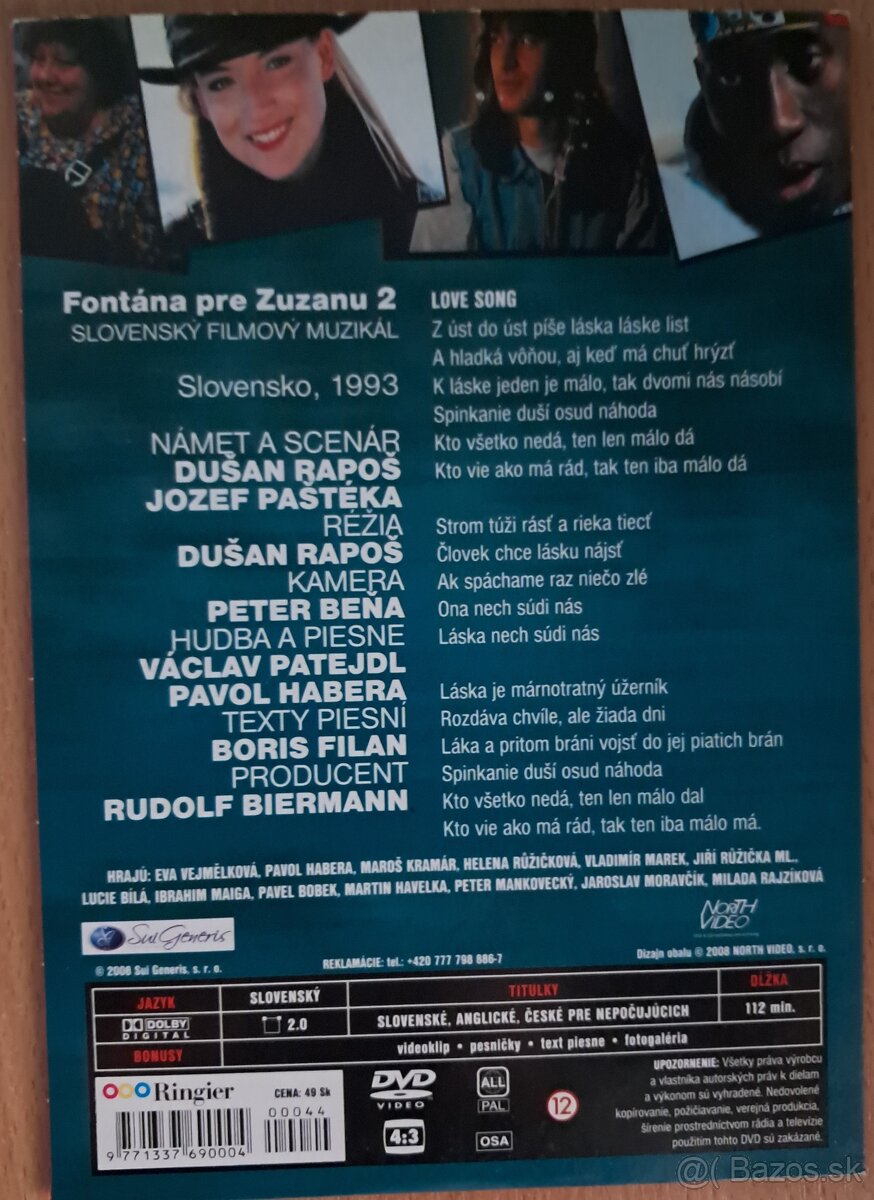 Fontána pre Zuzanu 2
SLOVENSKÝ FILMOVÝ MUZIKÁL
Slovensko, 1993
NÁMET A SCENÁR
DUŠAN RAPOŠ
JOZEF PAŠTÉKA
RÉŽIA
DUŠAN RAPOŠ
KAMERA
PETER BEŇA
HUDBA A PIESNE
VÁCLAV PATEJDL
PAVOL HABERA
TEXTY PIESNÍ
BORIS FILAN
PRODUCENT
RUDOLF BIERMANN
LOVE SONG
Z úst do úst píše láska láske list
A hladká vôňou, aj keď má chuť hrýzť
K láske jeden je málo, tak dvomi nás násobí
Spinkanie duší osud náhoda
Kto všetko nedá, ten len málo dá
Kto vie ako má rád, tak ten iba málo dá
Strom túži rásť a rieka tiecť
Človek chce lásku nájsť
Ak spáchame raz niečo zlé
Ona nech súdi nás
Láska nech súdi nás
Láska je márnotratný úžerník
Rozdáva chvíle, ale žiada dni
Láka a pritom bráni vojsť do jej piatich brán
Spinkanie duší osud náhoda
Kto všetko nedá, ten len málo dal
Kto vie ako má rád, tak ten iba málo má.
HRAJÚ: EVA VEJMĚLKOVÁ, PAVOL HABERA, MAROŠ KRAMÁR, HELENA RŮŽIČKOVÁ, VLADIMÍR MAREK, JIŘÍ RŮŽIČKA ML.,
LUCIE BÍLÁ, IBRAHIM MAIGA, PAVEL BOBEK, MARTIN HAVELKA, PETER MANKOVECKÝ, JAROSLAV MORAVČÍK, MILADA RAJZÍKOVÁ
Sui Generis
NORTH
VIDEO
© 2008 Sui Generis, s. r. o.
REKLAMÁCIE: tel.: +420 777 798 886-7
Dizajn obalu © 2008 NORTH VIDEO, s. r. o.
JAZYK
SLOVENSKÝ
TITULKY
DĹŽKA
DOLBY
DIGITAL
2.0
SLOVENSKÉ, ANGLICKÉ, ČESKÉ PRE NEPOČUJÚCICH
112 min.
BONUSY
videoklip • pesničky • text piesne • fotogaléria
Ringier
CENA: 49 Sk
00044
9 771337 690004
DVD
VIDEO
4:3
ALL
PAL
OSA
12
UPOZORNENIE: Všetky práva výrobcu
a vlastníka autorských práv k dielam
a výkonom sú vyhradené. Nedovolené
kopírovanie, požičiavanie, verejná produkcia,
šírenie prostredníctvom rádia a televízie
použitím tohto DVD sú zakázané.
@( Bazos.sk